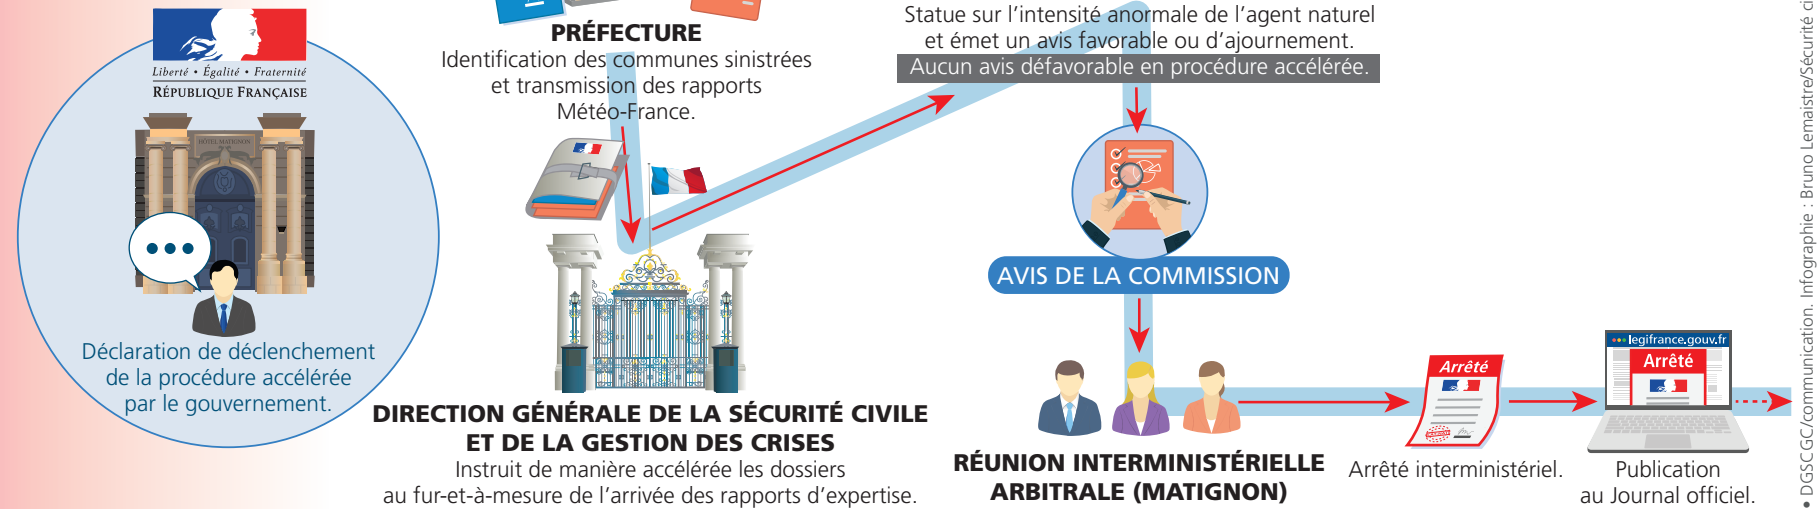 Liberté • Égalité • Fraternité
RÉPUBLIQUE FRANÇAISE
HÔTEL MATIGNON
Déclaration de déclenchement
de la procédure accélérée
par le gouvernement.
PRÉFECTURE
Identification des communes sinistrées
et transmission des rapports
Météo-France.
DIRECTION GÉNÉRALE DE LA SÉCURITÉ CIVILE
ET DE LA GESTION DES CRISES
Instruit de manière accélérée les dossiers
au fur-et-à-mesure de l’arrivée des rapports d’expertise.
Statue sur l’intensité anormale de l’agent naturel
et émet un avis favorable ou d’ajournement.
Aucun avis défavorable en procédure accélérée.
AVIS DE LA COMMISSION
RÉUNION INTERMINISTÉRIELLE
ARBITRALE (MATIGNON)
Arrêté
Arrêté interministériel.
legifrance.gouv.fr
Arrêté
Publication
au Journal officiel.
• DGSCGC/communication. Infographie : Bruno Lemaistre/Sécurité ci